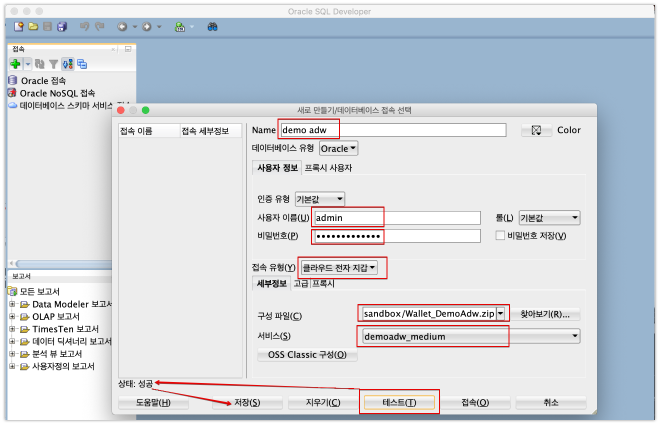 Oracle SQL Developer
접속
Oracle 접속
Oracle NoSQL 접속
데이터베이스 스키마 서비스
새로 만들기/데이터베이스 접속 선택
접속 이름 접속 세부정보
Name demo adw Color
데이터베이스 유형 Oracle
사용자 정보 프록시 사용자
인증 유형 기본값
사용자 이름(U) admin 롤(L) 기본값
비밀번호(P) ••••••••••••• 비밀번호 저장(V)
접속 유형(Y) 클라우드 전자 지갑
세부정보 고급 프록시
구성 파일(C) sandbox/Wallet_DemoAdw.zip 찾아보기(R)...
서비스(S) demoadw_medium
OSS Classic 구성(O)
보고서
모든 보고서
Data Modeler 보고서
OLAP 보고서
TimesTen 보고서
데이터 딕셔너리 보고서
분석 뷰 보고서
사용자정의 보고서
상태: 성공
도움말(H) 저장(S) 지우기(C) 테스트(T) 접속(O) 취소